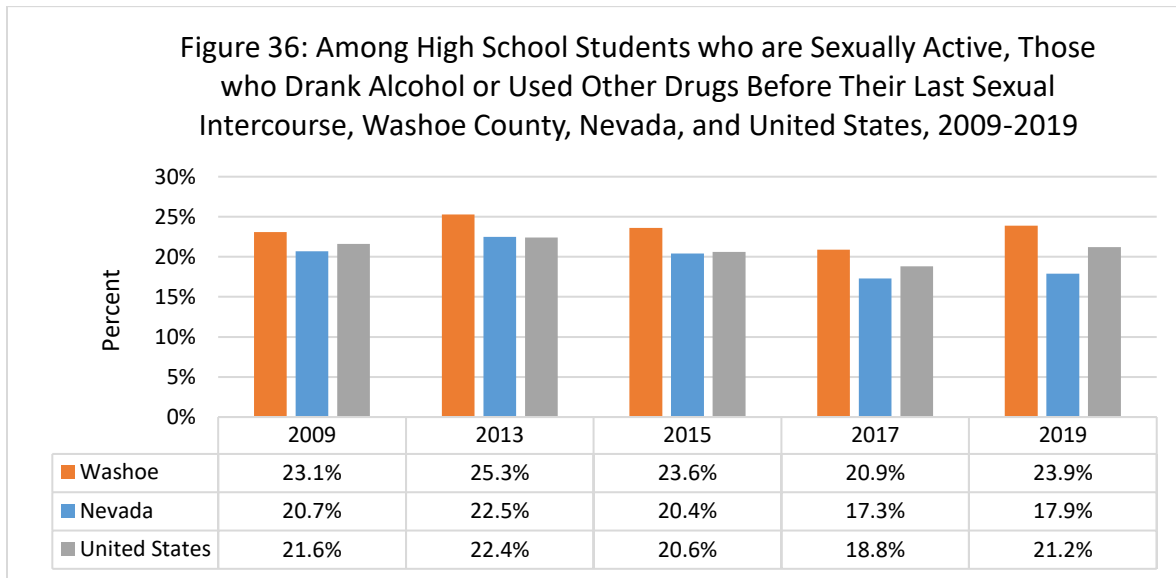 Figure 36: Among High School Students who are Sexually Active, Those
who Drank Alcohol or Used Other Drugs Before Their Last Sexual
Intercourse, Washoe County, Nevada, and United States, 2009-2019
30%
25%
20%
15%
10%
5%
0%
Percent
2009 2013 2015 2017 2019
Washoe 23.1% 25.3% 23.6% 20.9% 23.9%
Nevada 20.7% 22.5% 20.4% 17.3% 17.9%
United States 21.6% 22.4% 20.6% 18.8% 21.2%